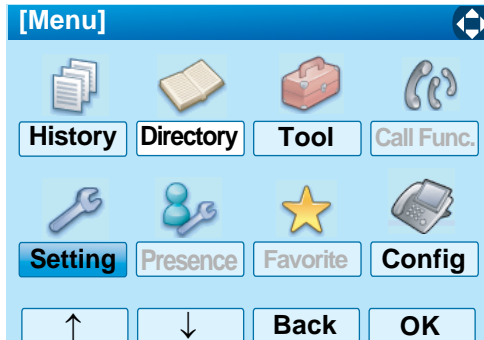 [Menu]
History Directory Tool Call Func.
Setting Presence Favorite Config
↑ ↓ Back OK